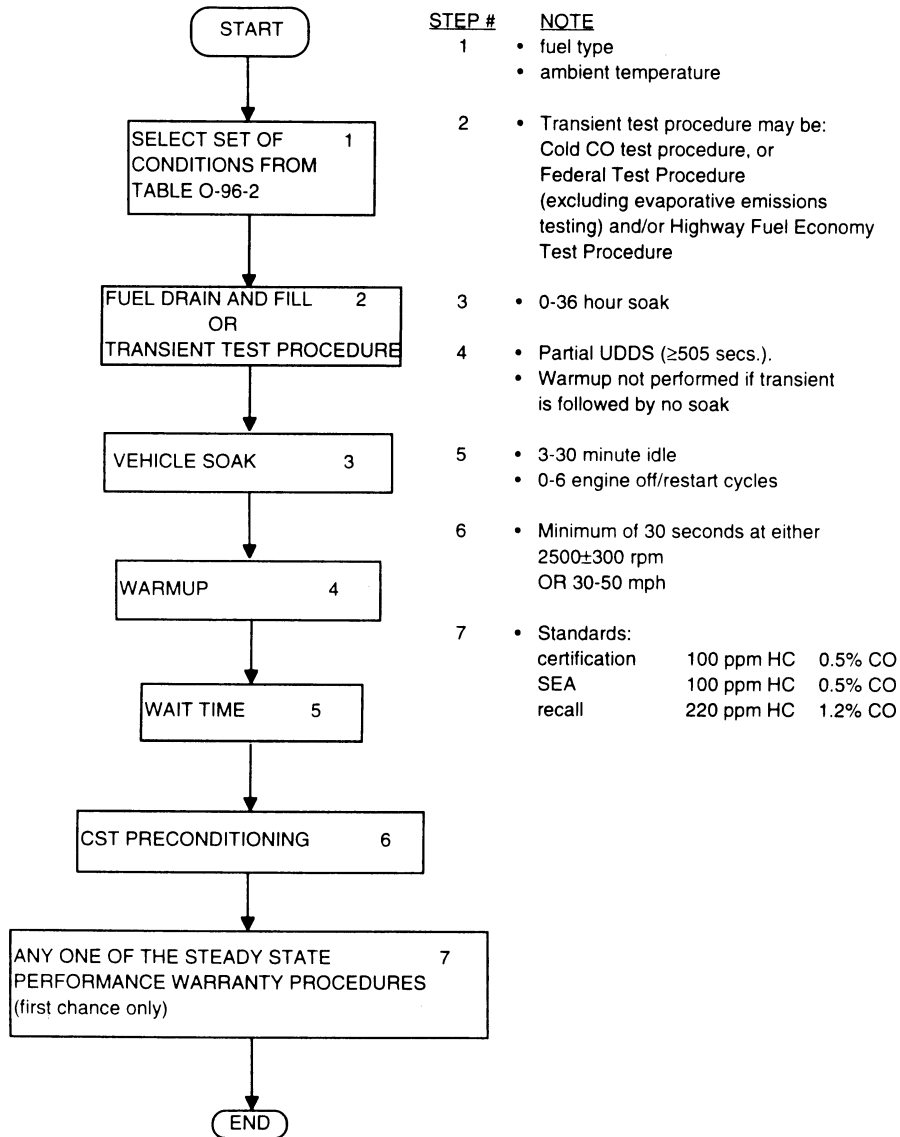 START
SELECT SET OF 1
CONDITIONS FROM
TABLE O-96-2
FUEL DRAIN AND FILL 2
OR
TRANSIENT TEST PROCEDURE
VEHICLE SOAK 3
WARMUP 4
WAIT TIME 5
CST PRECONDITIONING 6
ANY ONE OF THE STEADY STATE 7
PERFORMANCE WARRANTY PROCEDURES
(first chance only)
END
STEP # NOTE
1 • fuel type
• ambient temperature
2 • Transient test procedure may be:
Cold CO test procedure, or
Federal Test Procedure
(excluding evaporative emissions
testing) and/or Highway Fuel Economy
Test Procedure
3 • 0-36 hour soak
4 • Partial UDDS (≥505 secs.).
• Warmup not performed if transient
is followed by no soak
5 • 3-30 minute idle
• 0-6 engine off/restart cycles
6 • Minimum of 30 seconds at either
2500±300 rpm
OR 30-50 mph
7 • Standards:
certification 100 ppm HC 0.5% CO
SEA 100 ppm HC 0.5% CO
recall 220 ppm HC 1.2% CO